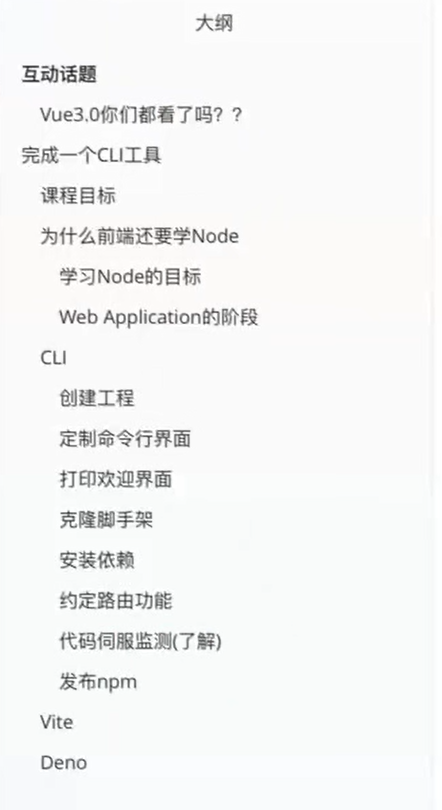 大纲
互动话题
Vue3.0你们都看了吗？？
完成一个CLI工具
课程目标
为什么前端还要学Node
学习Node的目标
Web Application的阶段
CLI
创建工程
定制命令行界面
打印欢迎界面
克隆脚手架
安装依赖
约定路由功能
代码伺服监测(了解)
发布npm
Vite
Deno